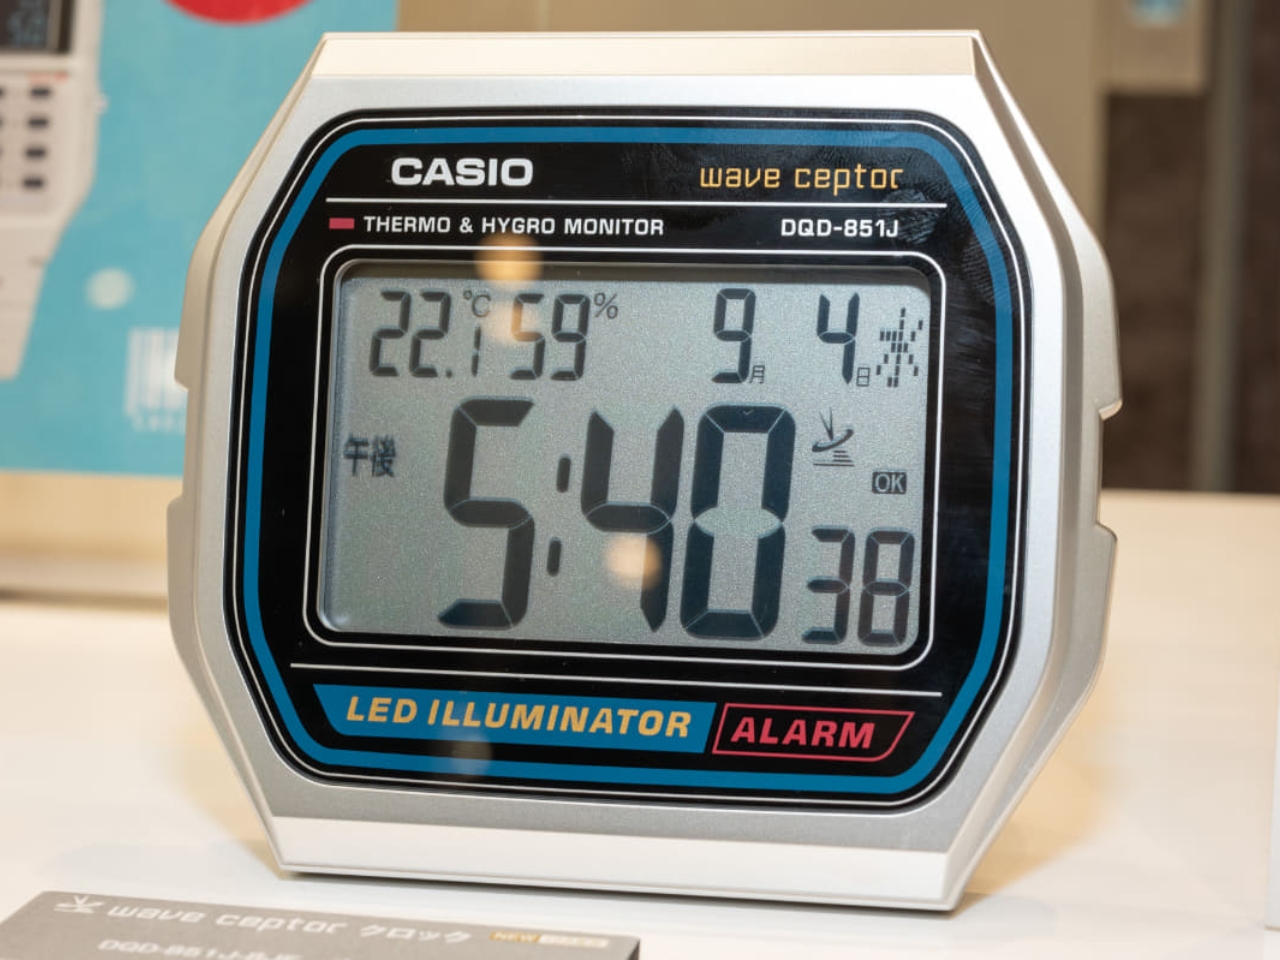 CASIO wave ceptor
THERMO & HYGRO MONITOR DQD-851J
22.1℃ 59% 9月 4日 水
午後 5:40 38
OK
LED ILLUMINATOR ALARM
wave ceptor クロック NEW